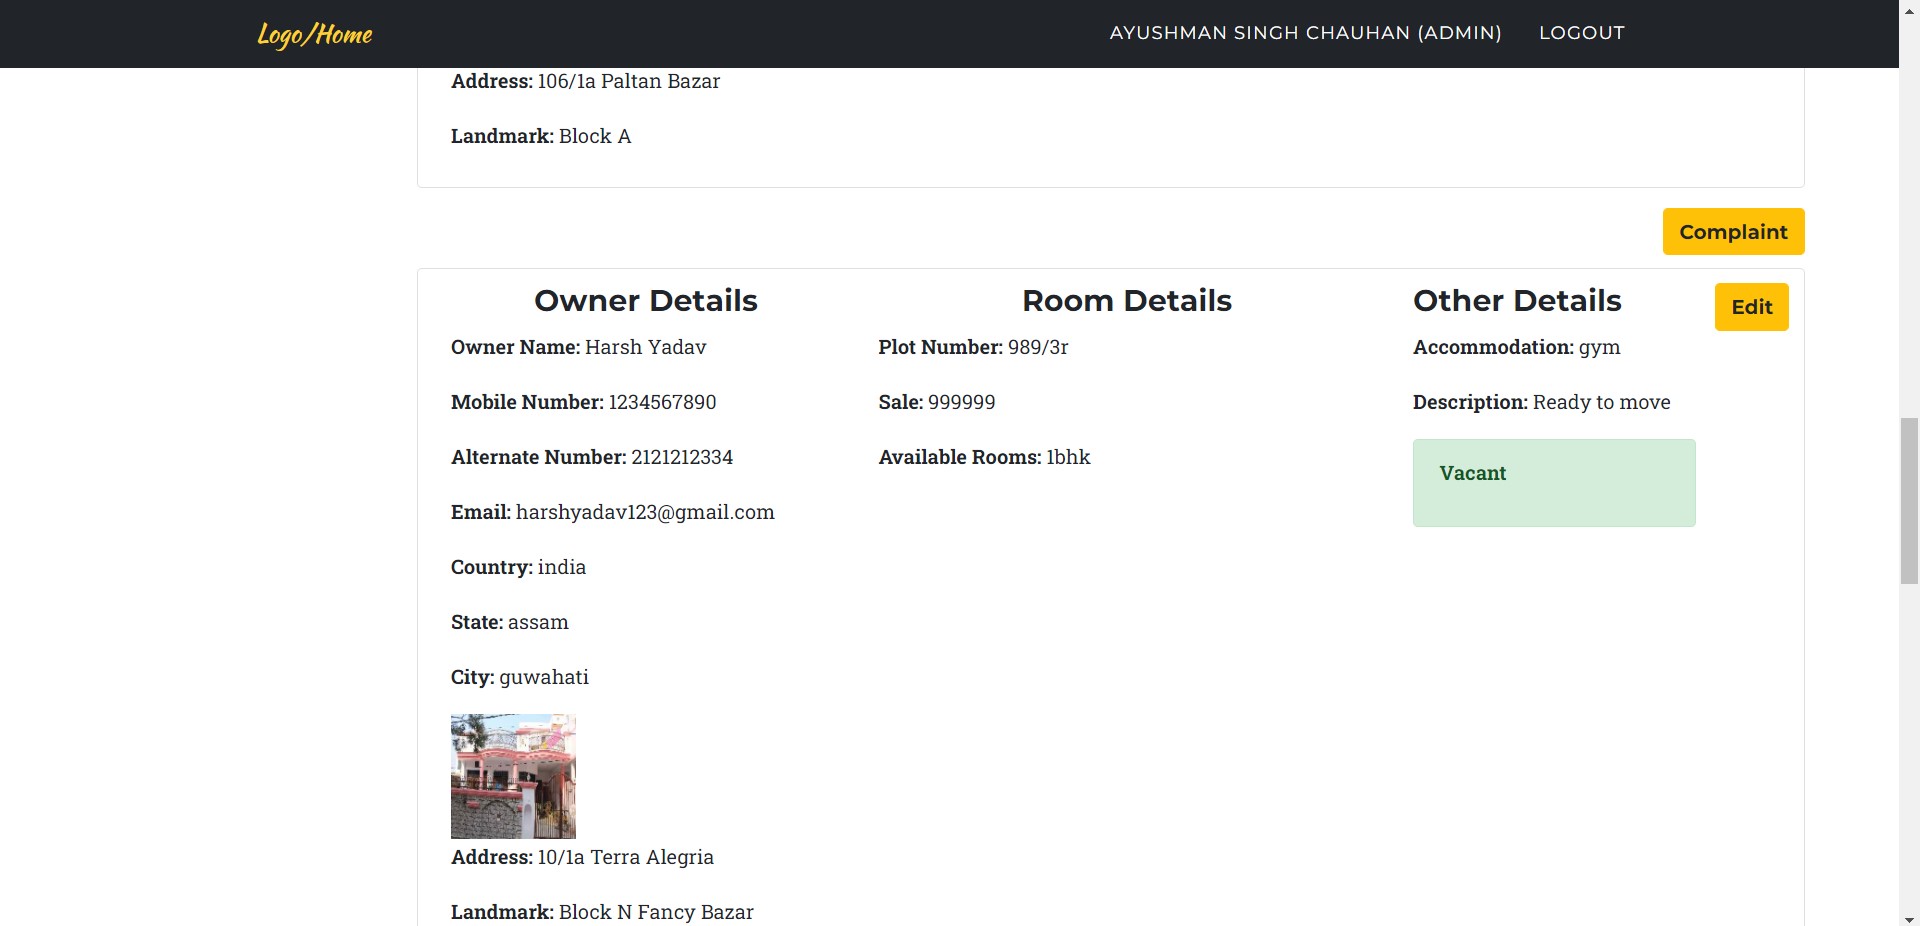 Logo/Home
AYUSHMAN SINGH CHAUHAN (ADMIN)
LOGOUT
Address: 106/1a Paltan Bazar
Landmark: Block A
Complaint
Owner Details
Owner Name: Harsh Yadav
Mobile Number: 1234567890
Alternate Number: 2121212334
Email: harshyadav123@gmail.com
Country: india
State: assam
City: guwahati
Address: 10/1a Terra Alegria
Landmark: Block N Fancy Bazar
Room Details
Plot Number: 989/3r
Sale: 999999
Available Rooms: 1bhk
Other Details
Edit
Accommodation: gym
Description: Ready to move
Vacant